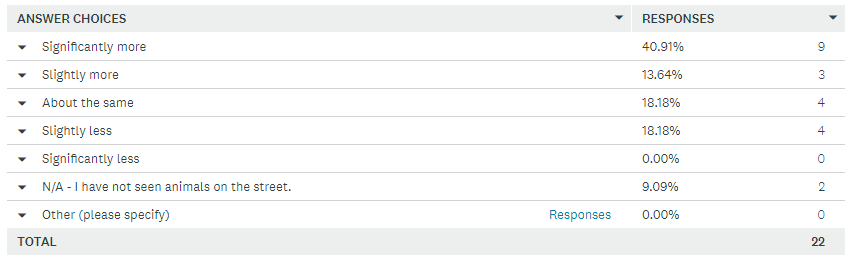 ANSWER CHOICES RESPONSES
Significantly more 40.91% 9
Slightly more 13.64% 3
About the same 18.18% 4
Slightly less 18.18% 4
Significantly less 0.00% 0
N/A - I have not seen animals on the street. 9.09% 2
Other (please specify) Responses 0.00% 0
TOTAL 22